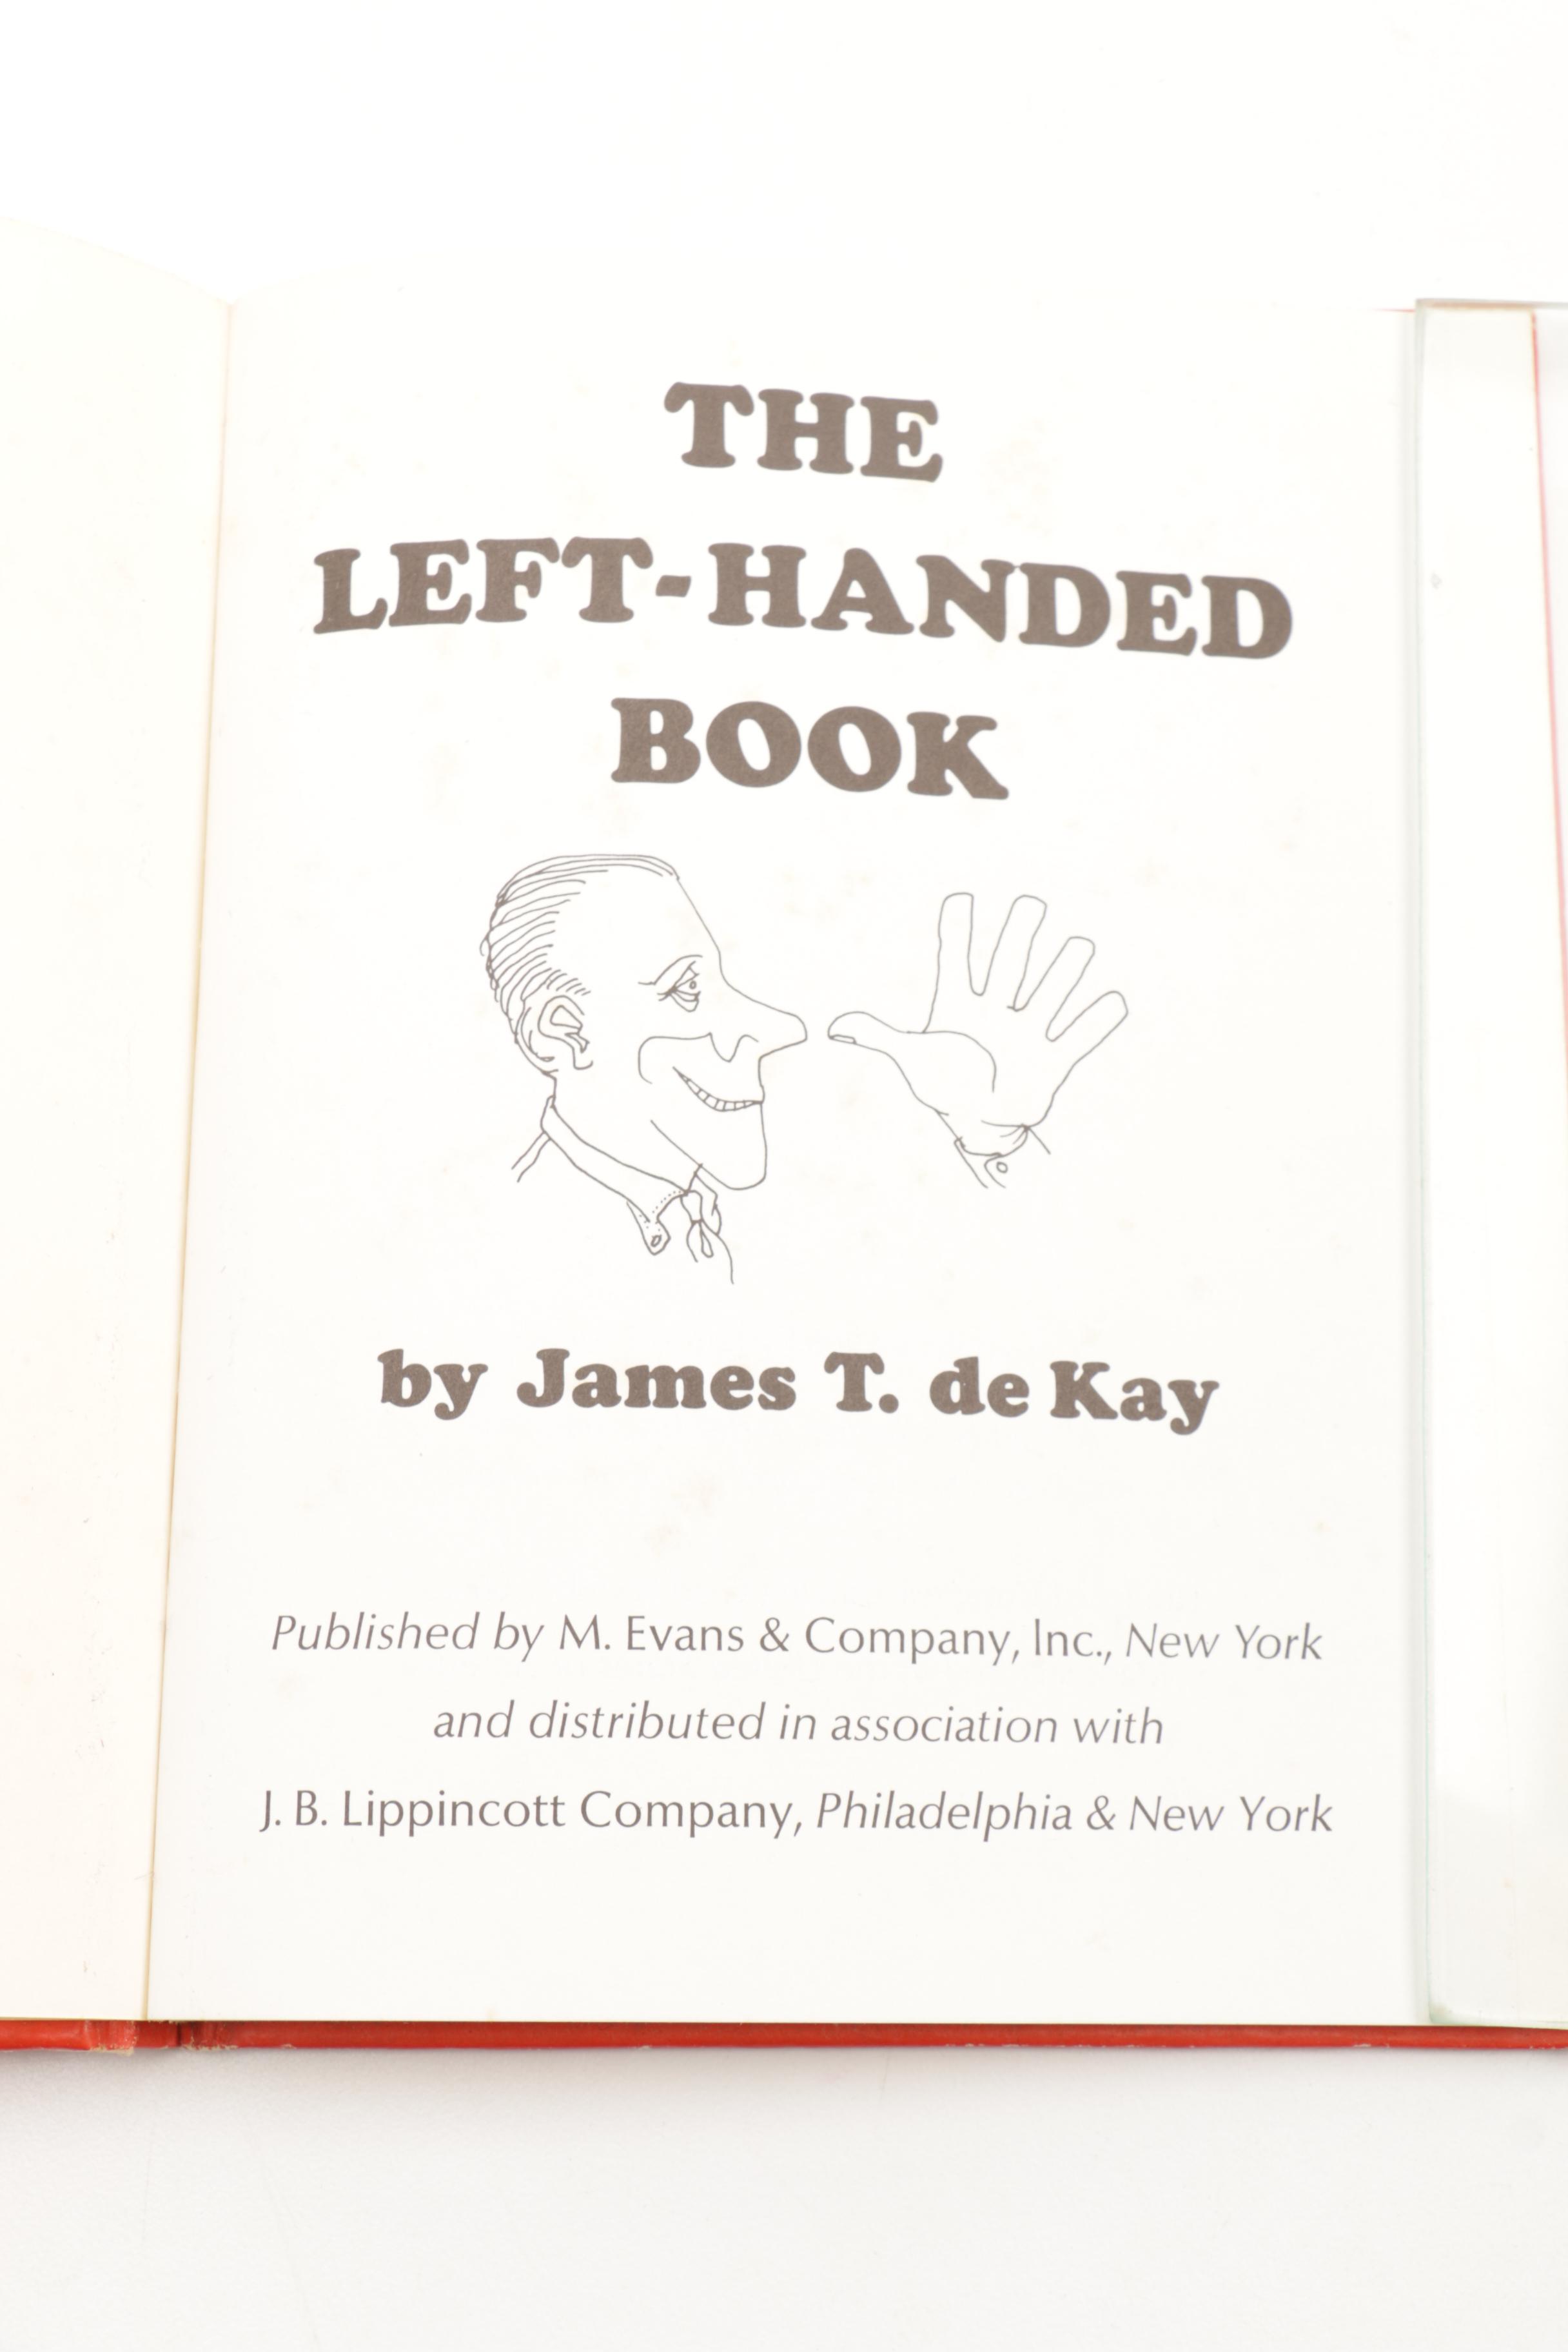 THE
LEFT-HANDED
BOOK
by James T. de Kay
Published by M. Evans & Company, Inc., New York
and distributed in association with
J. B. Lippincott Company, Philadelphia & New York